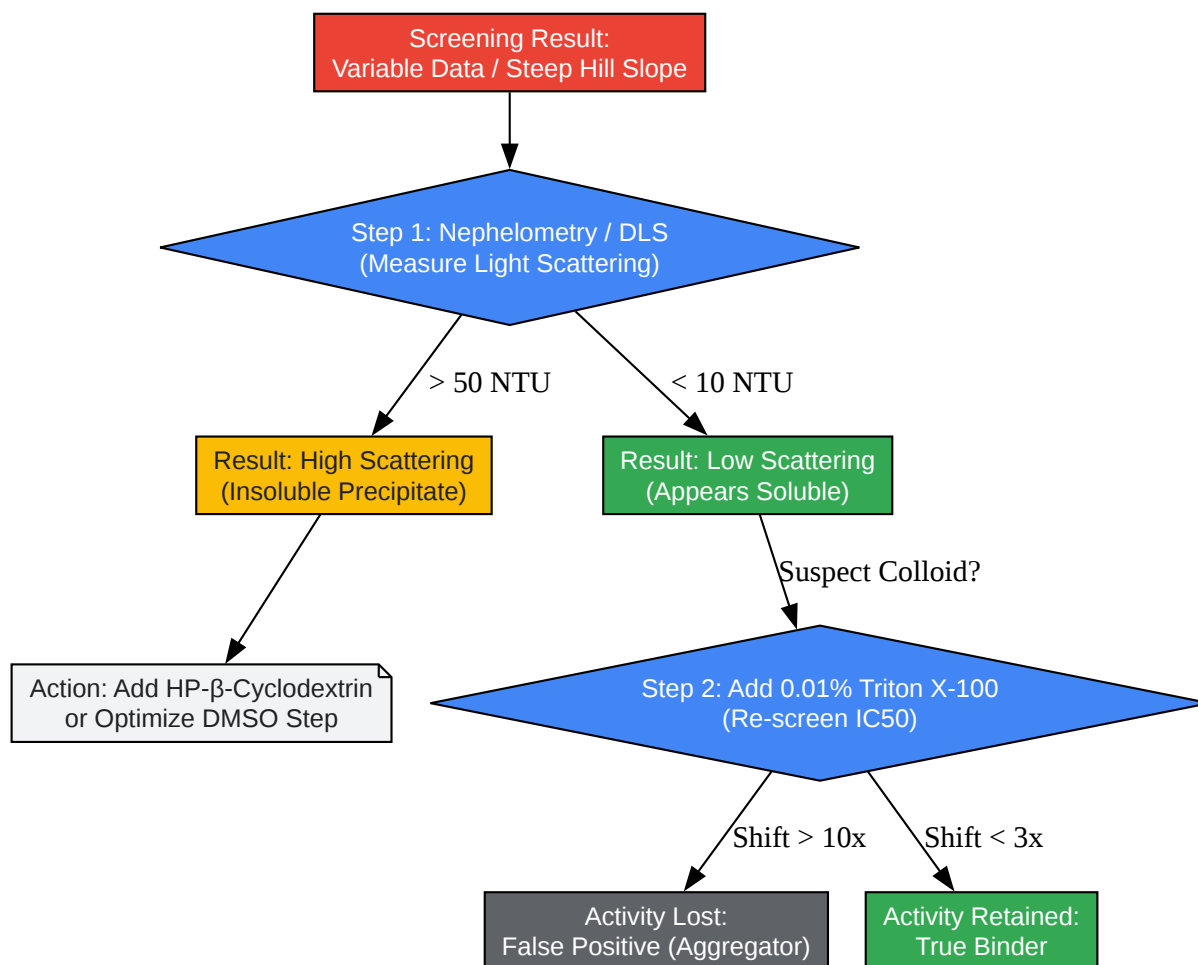 Screening Result:
Variable Data / Steep Hill Slope
Step 1: Nephelometry / DLS
(Measure Light Scattering)
> 50 NTU
< 10 NTU
Result: High Scattering
(Insoluble Precipitate)
Result: Low Scattering
(Appears Soluble)
Suspect Colloid?
Action: Add HP-β-Cyclodextrin
or Optimize DMSO Step
Step 2: Add 0.01% Triton X-100
(Re-screen IC50)
Shift > 10x
Shift < 3x
Activity Lost:
False Positive (Aggregator)
Activity Retained:
True Binder